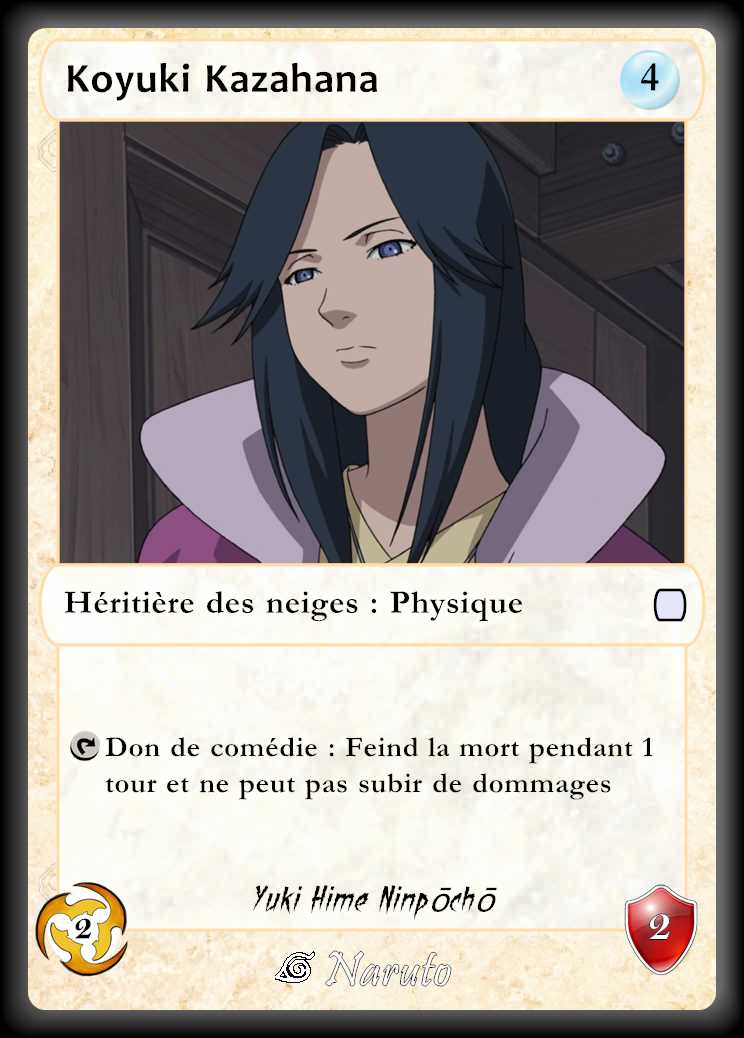 Koyuki Kazahana
4
Héritière des neiges : Physique
Don de comédie : Feind la mort pendant 1
tour et ne peut pas subir de dommages
Yuki Hime Ninpōchō
2
2
Naruto